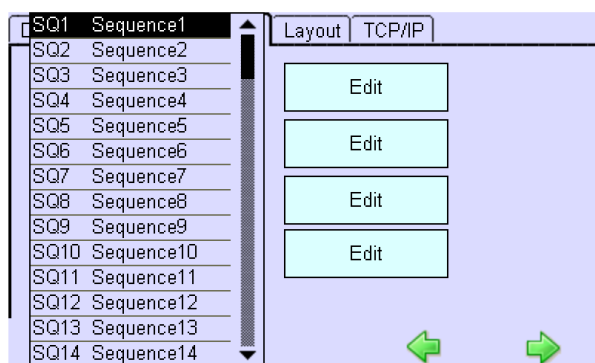 SQ1 Sequence1
SQ2 Sequence2
SQ3 Sequence3
SQ4 Sequence4
SQ5 Sequence5
SQ6 Sequence6
SQ7 Sequence7
SQ8 Sequence8
SQ9 Sequence9
SQ10 Sequence10
SQ11 Sequence11
SQ12 Sequence12
SQ13 Sequence13
SQ14 Sequence14
Layout TCP/IP
Edit
Edit
Edit
Edit